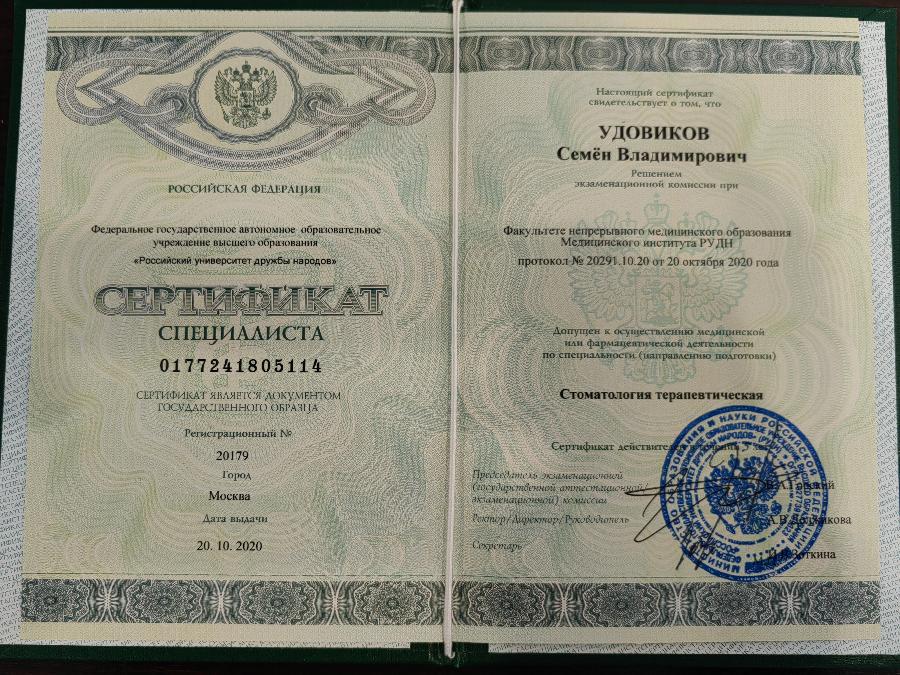 РОССИЙСКАЯ ФЕДЕРАЦИЯ
Федеральное государственное автономное образовательное
учреждение высшего образования
«Российский университет дружбы народов»
СЕРТИФИКАТ
СПЕЦИАЛИСТА
0177241805114
СЕРТИФИКАТ ЯВЛЯЕТСЯ ДОКУМЕНТОМ
ГОСУДАРСТВЕННОГО ОБРАЗЦА
Регистрационный №
20179
Город
Москва
Дата выдачи
20. 10. 2020
Настоящий сертификат
свидетельствует о том, что
УДОВИКОВ
Семён Владимирович
Решением
экзаменационной комиссии при
Факультете непрерывного медицинского образования
Медицинского института РУДН
протокол № 20291.10.20 от 20 октября 2020 года
Допущен к осуществлению медицинской
или фармацевтической деятельности
по специальности (направлению подготовки)
Стоматология терапевтическая
Сертификат
Председатель экзаменационной
(государственной аттестационной/
экзаменационной) комиссии
Ректор/Директор/Руководитель
Секретарь